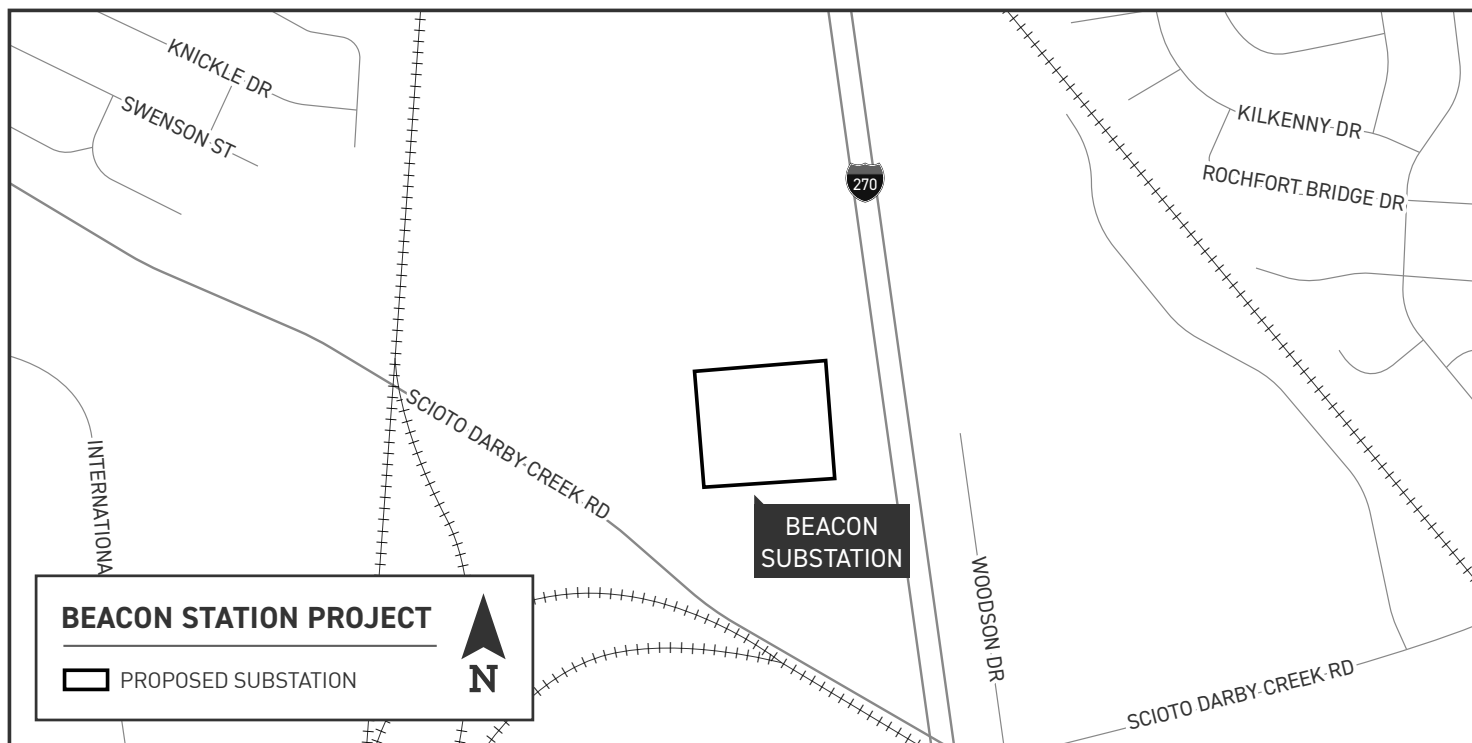 KNICKLE DR
SWENSON ST
270
KILKENNY DR
ROCHFORT BRIDGE DR
SCIOTO DARBY CREEK RD
INTERNATIONA
BEACON
SUBSTATION
WOODSON DR
BEACON STATION PROJECT
PROPOSED SUBSTATION
N
SCIOTO DARBY CREEK RD